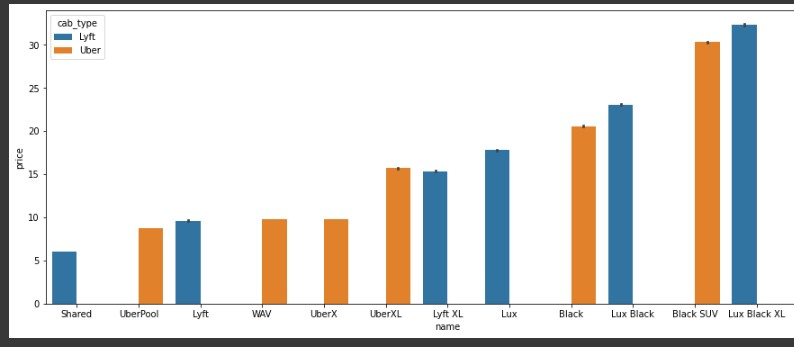 cab_type
Lyft
Uber
30
25
20
15
10
5
0
price
Shared UberPool Lyft WAV UberX UberXL Lyft XL Lux Black Lux Black Black SUV Lux Black XL
name